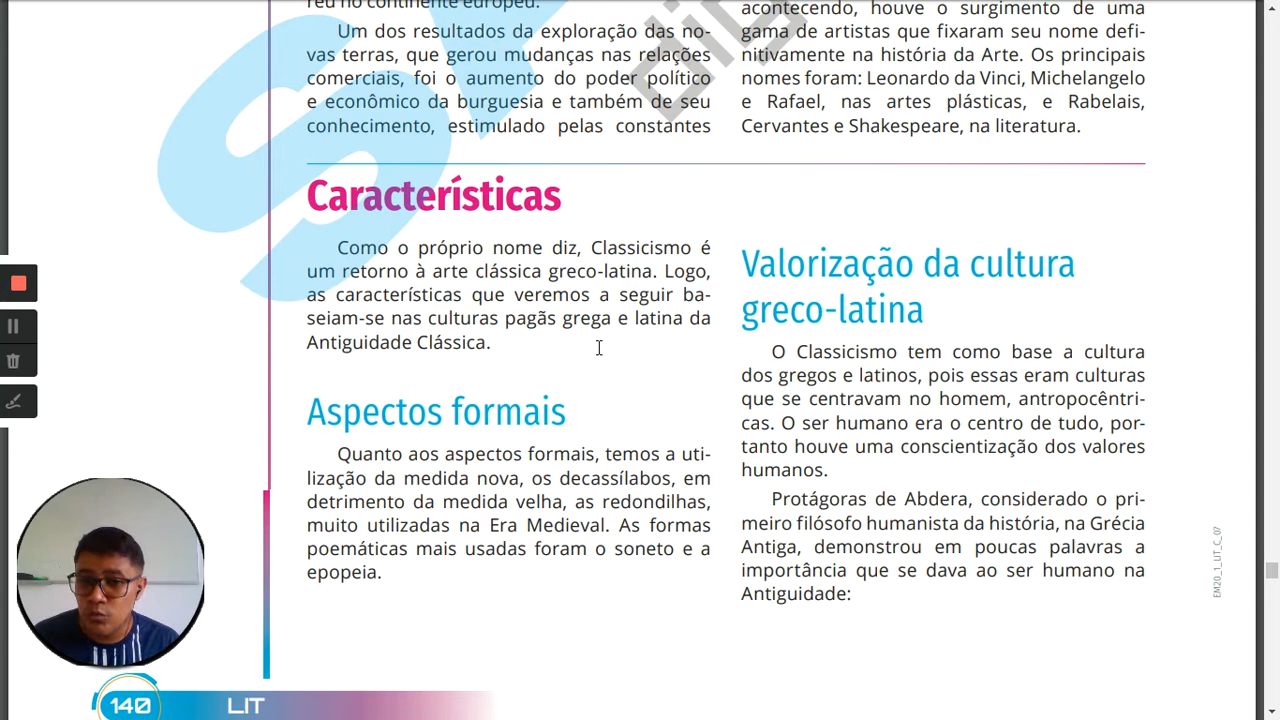 reu no continente europeu.
Um dos resultados da exploração das no-
vas terras, que gerou mudanças nas relações
comerciais, foi o aumento do poder político
e econômico da burguesia e também de seu
conhecimento, estimulado pelas constantes
acontecendo, houve o surgimento de uma
gama de artistas que fixaram seu nome defi-
nitivamente na história da Arte. Os principais
nomes foram: Leonardo da Vinci, Michelangelo
e Rafael, nas artes plásticas, e Rabelais,
Cervantes e Shakespeare, na literatura.
Características
Como o próprio nome diz, Classicismo é
um retorno à arte clássica greco-latina. Logo,
as características que veremos a seguir ba-
seiam-se nas culturas pagãs grega e latina da
Antiguidade Clássica.
Aspectos formais
Quanto aos aspectos formais, temos a uti-
lização da medida nova, os decassílabos, em
detrimento da medida velha, as redondilhas,
muito utilizadas na Era Medieval. As formas
poemáticas mais usadas foram o soneto e a
epopeia.
Valorização da cultura
greco-latina
O Classicismo tem como base a cultura
dos gregos e latinos, pois essas eram culturas
que se centravam no homem, antropocêntri-
cas. O ser humano era o centro de tudo, por-
tanto houve uma conscientização dos valores
humanos.
Protágoras de Abdera, considerado o pri-
meiro filósofo humanista da história, na Grécia
Antiga, demonstrou em poucas palavras a
importância que se dava ao ser humano na
Antiguidade:
EM20_1_LIT_C_07
140 LIT